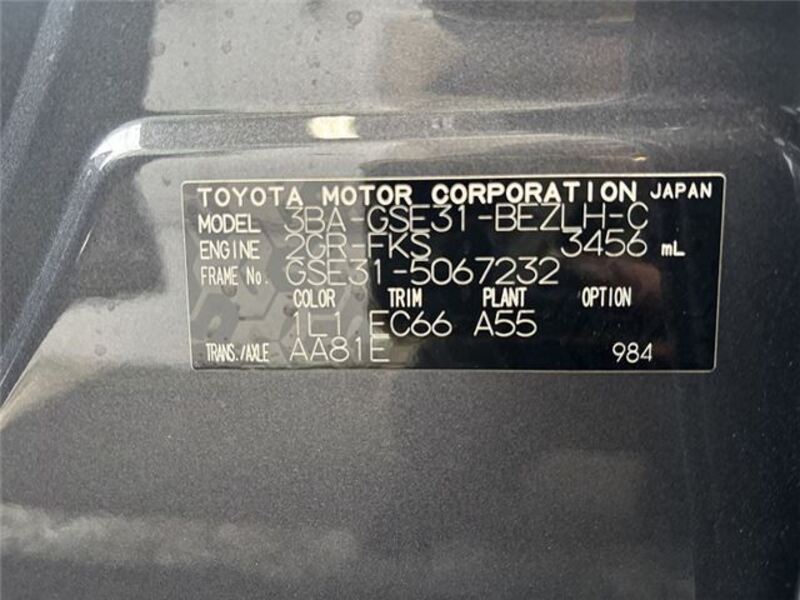 TOYOTA MOTOR CORPORATION JAPAN
MODEL 3BA-GSE31-BEZLH-C
ENGINE 2GR-FKS 3456 mL
FRAME No. GSE31-5067232
COLOR TRIM PLANT OPTION
1L1 EC66 A55
TRANS./AXLE AA81E 984